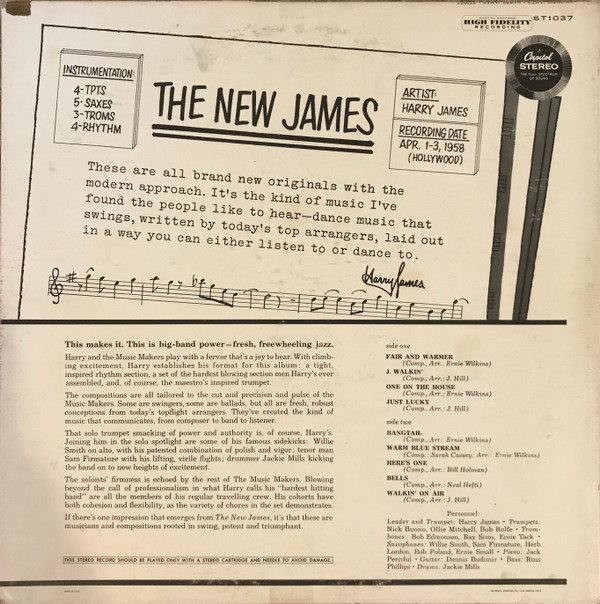 HIGH FIDELITY
RECORDING
ST1037
Capitol
STEREO
THE FULL SPECTRUM
OF SOUND
INSTRUMENTATION:
4-TPTS
5-SAXES
3-TROMS
4-RHYTHM
THE NEW JAMES
ARTIST:
HARRY JAMES
RECORDING DATE
APR. 1-3, 1958
(HOLLYWOOD)
These are all brand new originals with the
modern approach. It's the kind of music I've
found the people like to hear—dance music that
swings, written by today's top arrangers, laid out
in a way you can either listen to or dance to.
Harry James
This makes it. This is big-band power—fresh, freewheeling jazz.
Harry and the Music Makers play with a fervor that's a joy to hear. With climb-
ing excitement, Harry establishes his format for this album: a tight,
inspired rhythm section, a set of the hardest blowing section men Harry's ever
assembled, and, of course, the maestro's inspired trumpet.
The compositions are all tailored to the cut and precision and pulse of the
Music Makers. Some are swingers, some are ballads, but all are fresh, robust
conceptions from today's topflight arrangers. They've created the kind of
music that communicates, from composer to band to listener.
That solo trumpet smacking of power and authority is, of course, Harry's.
Joining him in the solo spotlight are some of his famous sidekicks: Willie
Smith on alto, with his patented combination of polish and vigor; tenor man
Sam Firmature with his lifting, virile flights; drummer Jackie Mills kicking
the band on to new heights of excitement.
The soloists' firmness is echoed by the rest of The Music Makers. Blowing
beyond the call of professionalism in what Harry calls his "hardest hitting
band" are all the members of his regular travelling crew. His cohorts have
both cohesion and flexibility, as the variety of chores in the set demonstrates.
If there's one impression that emerges from The New James, it's that these are
musicians and compositions rooted in swing, potent and triumphant.
THIS STEREO RECORD SHOULD BE PLAYED ONLY WITH A STEREO CARTRIDGE AND NEEDLE TO AVOID DAMAGE.
side one
FAIR AND WARMER
(Comp., Arr.: Ernie Wilkins)
J. WALKIN'
(Comp., Arr.: J. Hill)
ONE ON THE HOUSE
(Comp., Arr.: Ernie Wilkins)
JUST LUCKY
(Comp., Arr.: J. Hill)
side two
BANGTAIL
(Comp., Arr.: Ernie Wilkins)
WARM BLUE STREAM
(Comp.: Sarah Cassey; Arr.: Ernie Wilkins)
HERE'S ONE
(Comp., Arr.: Bill Holman)
BELLS
(Comp., Arr.: Neal Hefti)
WALKIN' ON AIR
(Comp., Arr.: J. Hill)
Personnel:
Leader and Trumpet: Harry James • Trumpets:
Nick Buono, Ollie Mitchell, Bob Rolfe • Trom-
bones: Bob Edmonson, Ray Sims, Ernie Tack •
Saxophones: Willie Smith, Sam Firmature, Herb
Lorden, Bob Poland, Ernie Small • Piano: Jack
Perciful • Guitar: Dennis Budimir • Bass: Russ
Phillips • Drums: Jackie Mills